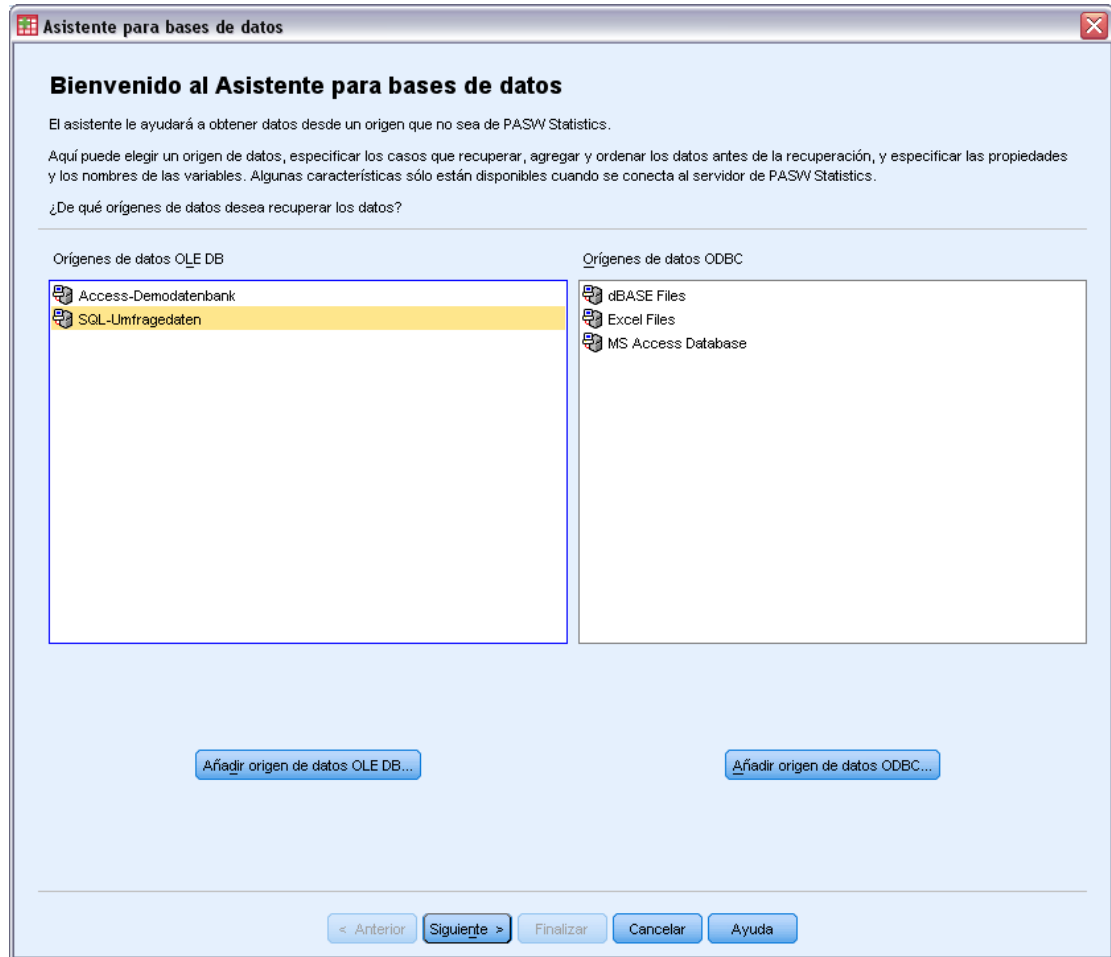 Asistente para bases de datos
Bienvenido al Asistente para bases de datos
El asistente le ayudará a obtener datos desde un origen que no sea de PASW Statistics.
Aquí puede elegir un origen de datos, especificar los casos que recuperar, agregar y ordenar los datos antes de la recuperación, y especificar las propiedades
y los nombres de las variables. Algunas características sólo están disponibles cuando se conecta al servidor de PASW Statistics.
¿De qué orígenes de datos desea recuperar los datos?
Orígenes de datos OLE DB
Access-Demodatenbank
SQL-Umfragedaten
Orígenes de datos ODBC
dBASE Files
Excel Files
MS Access Database
Añadir origen de datos OLE DB...
Añadir origen de datos ODBC...
< Anterior
Siguiente >
Finalizar
Cancelar
Ayuda